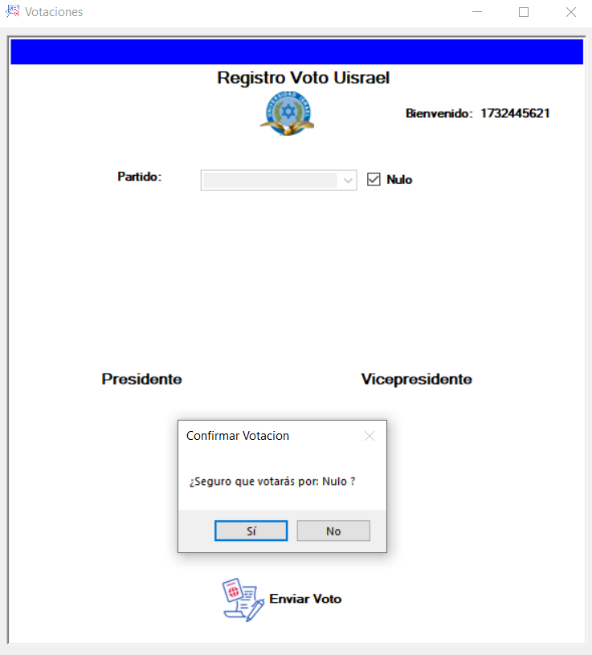 Votaciones
Registro Voto Uisrael
Bienvenido: 1732445621
Partido:
Nulo
Presidente
Vicepresidente
Confirmar Votacion
¿Seguro que votarás por: Nulo ?
Sí
No
Enviar Voto